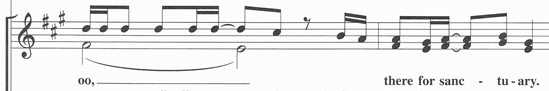 oo, there for sanc - tu - ary.